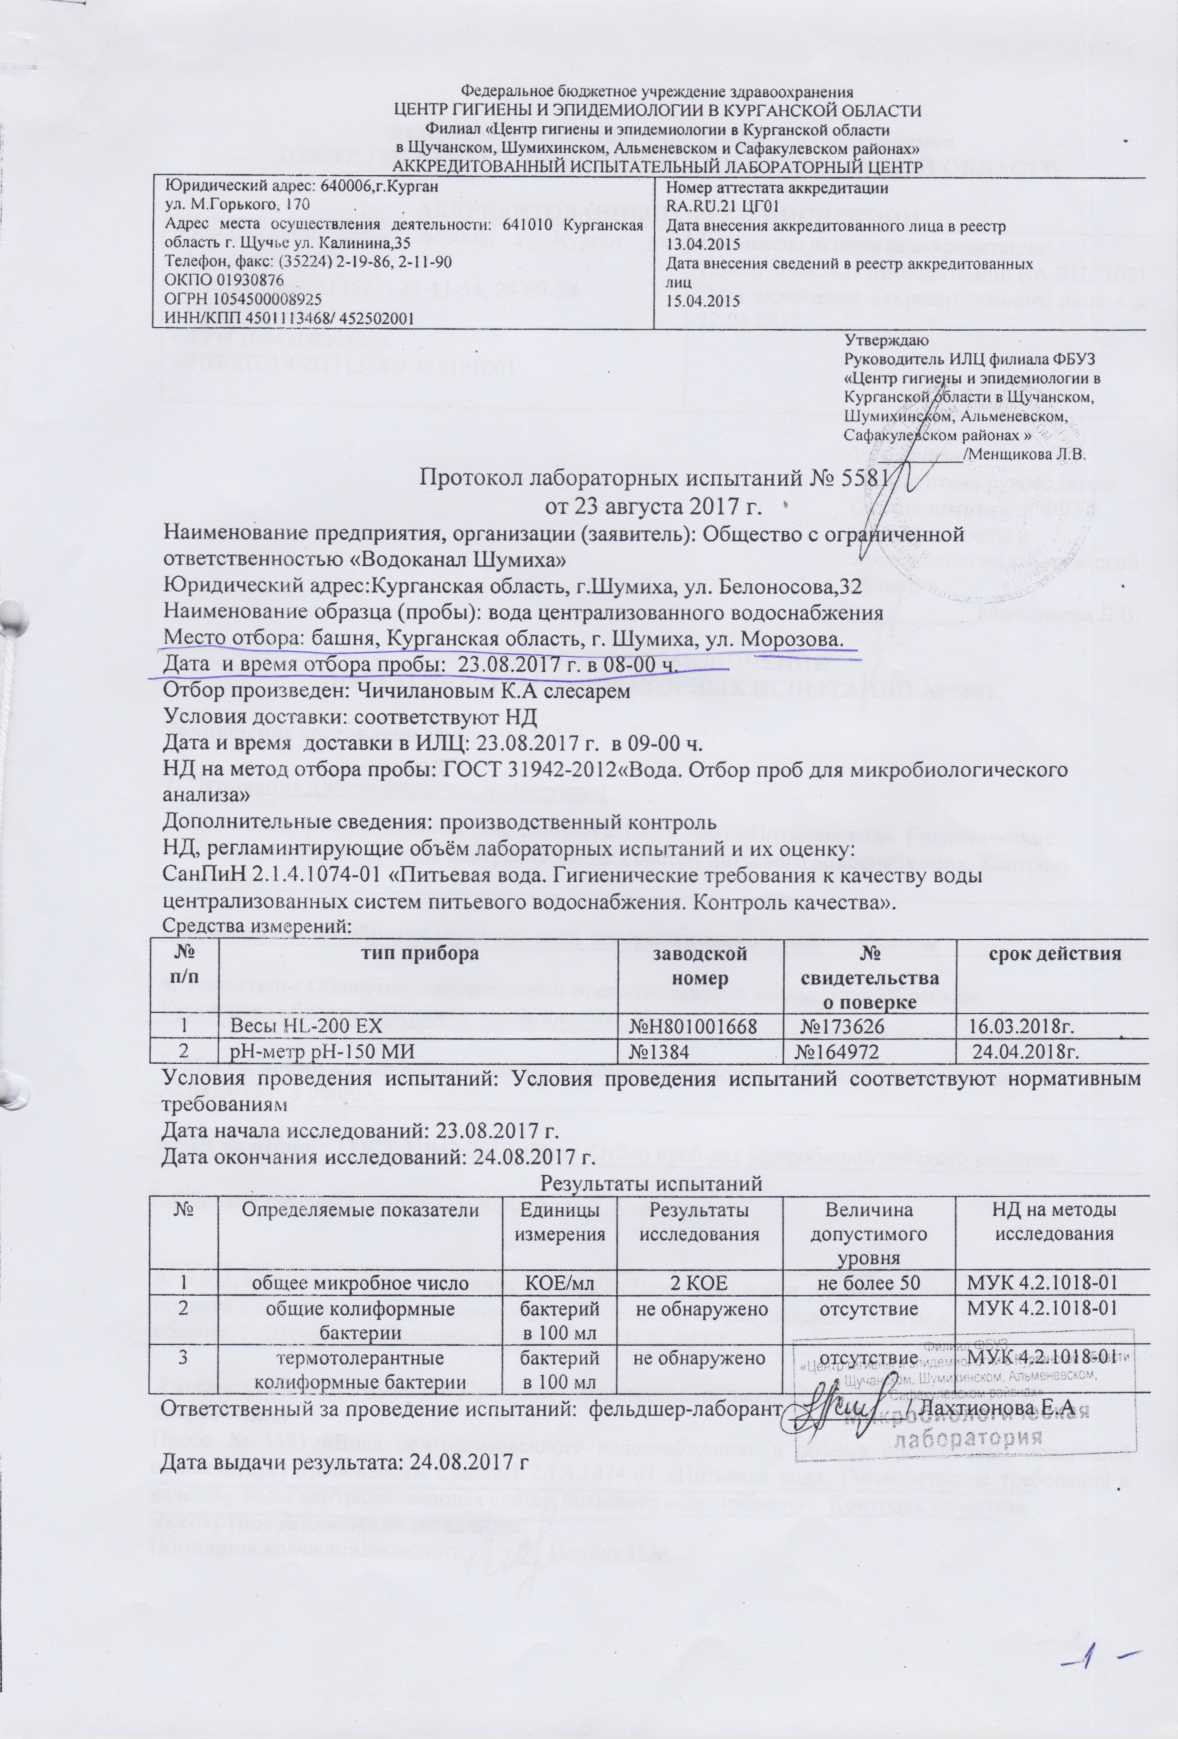 Федеральное бюджетное учреждение здравоохранения
ЦЕНТР ГИГИЕНЫ И ЭПИДЕМИОЛОГИИ В КУРГАНСКОЙ ОБЛАСТИ
Филиал «Центр гигиены и эпидемиологии в Курганской области
в Щучанском, Шумихинском, Альменевском и Сафакулевском районах»
АККРЕДИТОВАННЫЙ ИСПЫТАТЕЛЬНЫЙ ЛАБОРАТОРНЫЙ ЦЕНТР
Юридический адрес: 640006,г.Курган
ул. М.Горького, 170
Адрес места осуществления деятельности: 641010 Курганская
область г. Щучье ул. Калинина,35
Телефон, факс: (35224) 2-19-86, 2-11-90
ОКПО 01930876
ОГРН 1054500008925
ИНН/КПП 4501113468/ 452502001
Номер аттестата аккредитации
RA.RU.21 ЦГ01
Дата внесения аккредитованного лица в реестр
13.04.2015
Дата внесения сведений в реестр аккредитованных
лиц
15.04.2015
Утверждаю
Руководитель ИЛЦ филиала ФБУЗ
«Центр гигиены и эпидемиологии в
Курганской области в Щучанском,
Шумихинском, Альменевском,
Сафакулевском районах »
__________/Менщикова Л.В.
Протокол лабораторных испытаний № 5581
от 23 августа 2017 г.
Наименование предприятия, организации (заявитель): Общество с ограниченной
ответственностью «Водоканал Шумиха»
Юридический адрес:Курганская область, г.Шумиха, ул. Белоносова,32
Наименование образца (пробы): вода централизованного водоснабжения
Место отбора: башня, Курганская область, г. Шумиха, ул. Морозова.
Дата и время отбора пробы: 23.08.2017 г. в 08-00 ч.
Отбор произведен: Чичилановым К.А слесарем
Условия доставки: соответствуют НД
Дата и время доставки в ИЛЦ: 23.08.2017 г. в 09-00 ч.
НД на метод отбора пробы: ГОСТ 31942-2012«Вода. Отбор проб для микробиологического
анализа»
Дополнительные сведения: производственный контроль
НД, регламинтирующие объём лабораторных испытаний и их оценку:
СанПиН 2.1.4.1074-01 «Питьевая вода. Гигиенические требования к качеству воды
централизованных систем питьевого водоснабжения. Контроль качества».
Средства измерений:
№ п/п тип прибора заводской номер № свидетельства о поверке срок действия
1 Весы HL-200 EX №Н801001668 №173626 16.03.2018г.
2 рН-метр рН-150 МИ №1384 №164972 24.04.2018г.
Условия проведения испытаний: Условия проведения испытаний соответствуют нормативным
требованиям
Дата начала исследований: 23.08.2017 г.
Дата окончания исследований: 24.08.2017 г.
Результаты испытаний
№ Определяемые показатели Единицы измерения Результаты исследования Величина допустимого уровня НД на методы исследования
1 общее микробное число КОЕ/мл 2 КОЕ не более 50 МУК 4.2.1018-01
2 общие колиформные бактерии бактерий в 100 мл не обнаружено отсутствие МУК 4.2.1018-01
3 термотолерантные колиформные бактерии бактерий в 100 мл не обнаружено отсутствие МУК 4.2.1018-01
Филиал ФБУЗ
«Центр гигиены и эпидемиологии в Курганской области
в Щучанском, Шумихинском, Альменевском,
Сафакулевском районах»
Микробиологическая
лаборатория
Ответственный за проведение испытаний: фельдшер-лаборант /Лахтионова Е.А
Дата выдачи результата: 24.08.2017 г
-1-